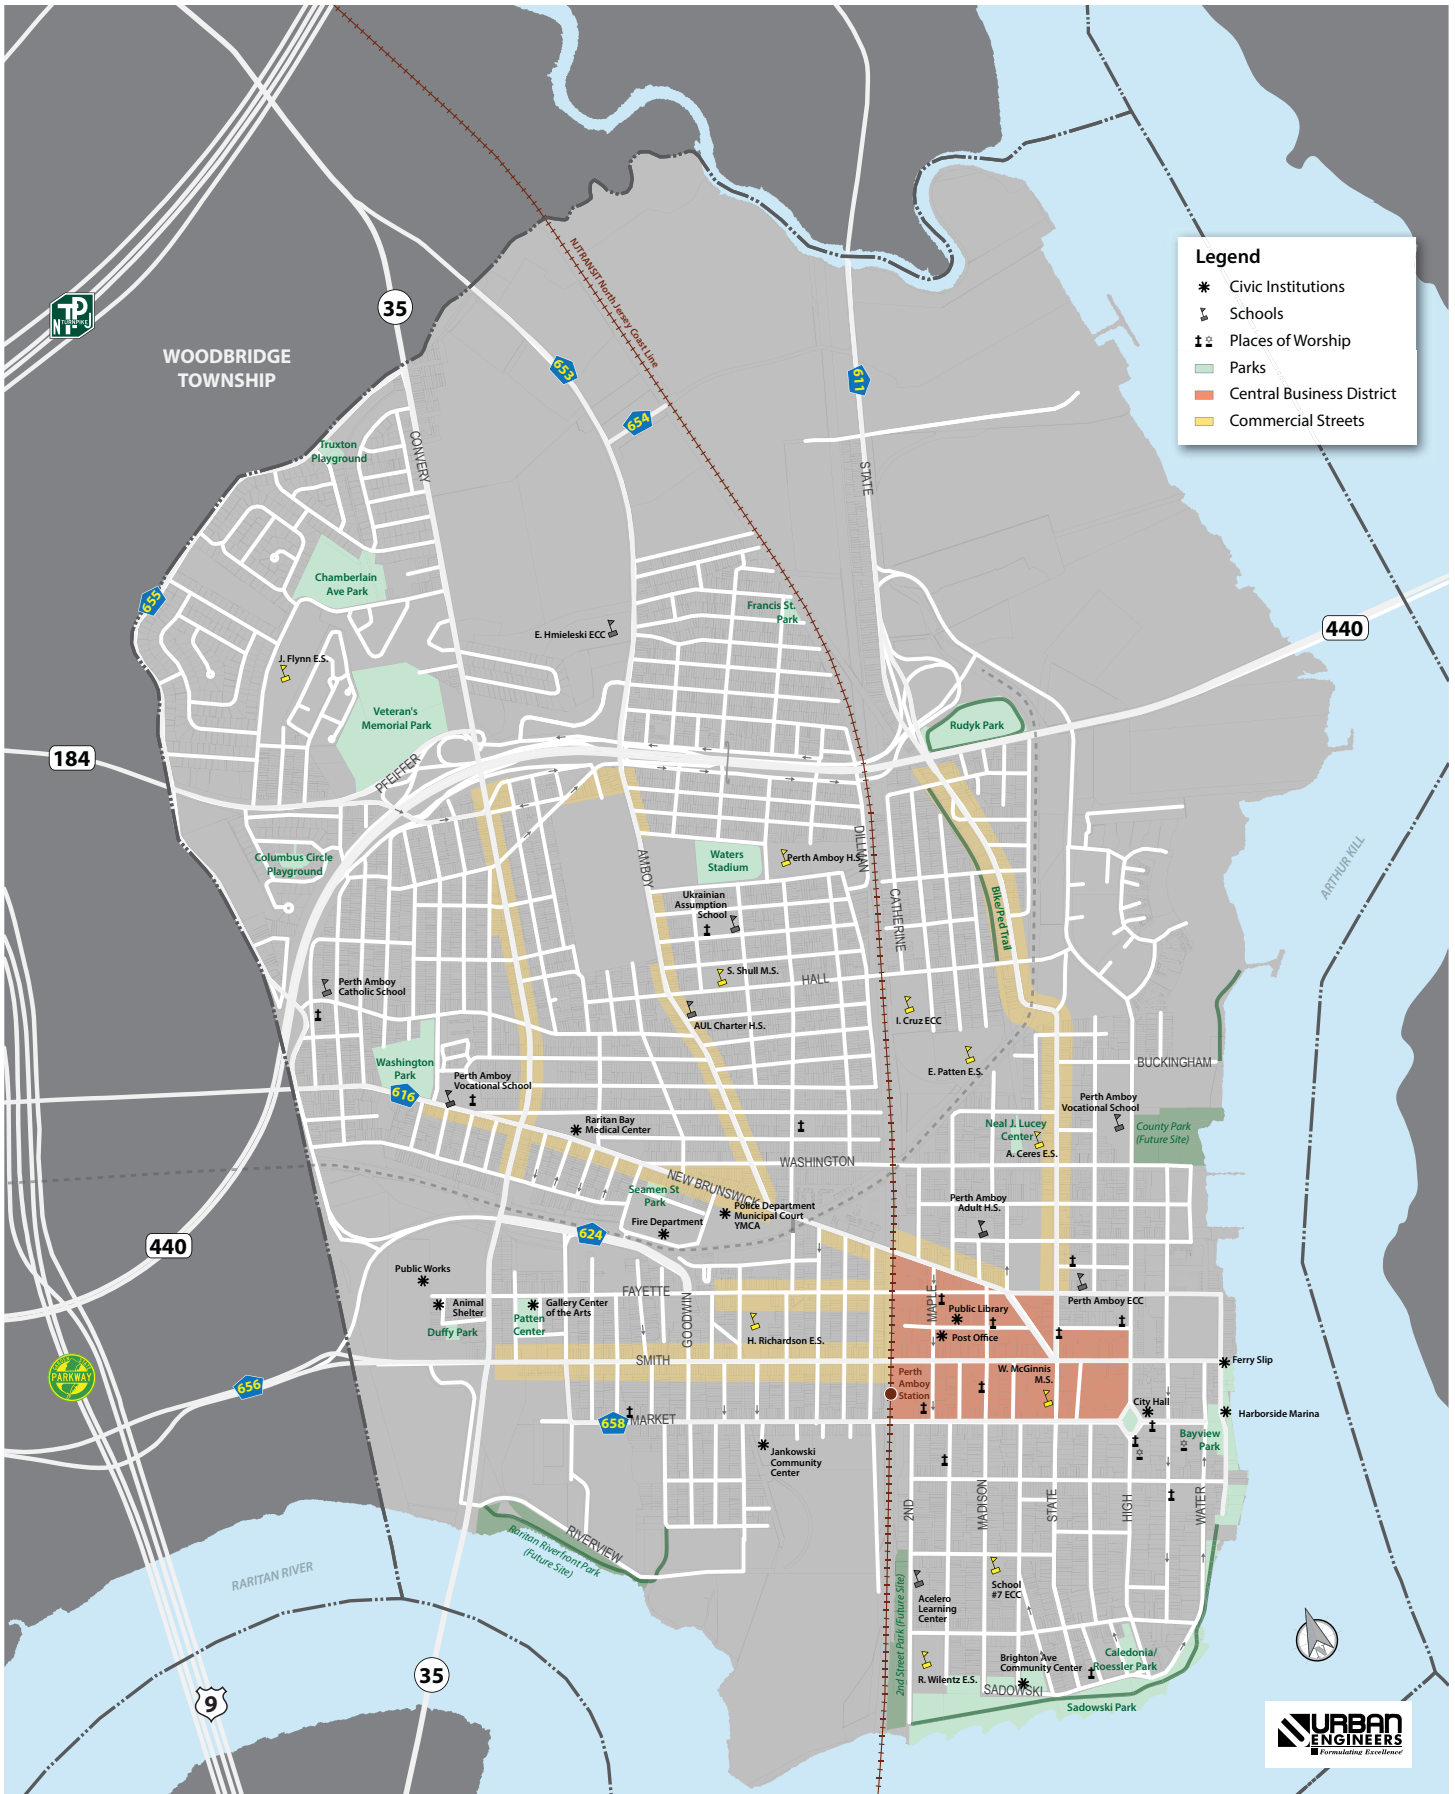 Legend
Civic Institutions
Schools
Places of Worship
Parks
Central Business District
Commercial Streets
NJTRANSIT North Jersey Coast Line
35
TP
N
TURNPIKE
WOODBRIDGE
TOWNSHIP
653
611
654
CONVERY
STATE
Truxton
Playground
Chamberlain
Ave Park
655
Francis St.
Park
440
E. Hmieleski ECC
J. Flynn E.S.
Veteran's
Memorial Park
Rudyk Park
184
PFEIFFER
Columbus Circle
Playground
AMBOY
Waters
Stadium
Perth Amboy H.S.
DILLMAN
ARTHUR KILL
Ukrainian
Assumption
School
CATHERINE
Bike/Ped Trail
S. Shull M.S.
HALL
Perth Amboy
Catholic School
AUL Charter H.S.
I. Cruz ECC
Washington
Park
616
Perth Amboy
Vocational School
E. Patten E.S.
BUCKINGHAM
Perth Amboy
Vocational School
Raritan Bay
Medical Center
Neal J. Lucey
Center
A. Ceres E.S.
County Park
(Future Site)
WASHINGTON
NEW BRUNSWICK
Seamen St
Park
Police Department
Municipal Court
YMCA
Perth Amboy
Adult H.S.
Fire Department
624
440
Public Works
FAYETTE
Animal
Shelter
Gallery Center
of the Arts
Patten
Center
Duffy Park
GOODWIN
MAPLE
Public Library
Post Office
Perth Amboy ECC
H. Richardson E.S.
SMITH
Ferry Slip
GARDEN STATE
PARKWAY
656
Perth
Amboy
Station
W. McGinnis
M.S.
City Hall
Harborside Marina
658
MARKET
Bayview
Park
Jankowski
Community
Center
2ND
MADISON
STATE
HIGH
WATER
RIVERVIEW
Raritan Riverfront Park
(Future Site)
RARITAN RIVER
School
#7 ECC
Acelero
Learning
Center
2nd Street Park (Future Site)
R. Wilentz E.S.
Brighton Ave
Community Center
Caledonia/
Roessler Park
SADOWSKI
Sadowski Park
35
9
URBAN
ENGINEERS
Formulating Excellence